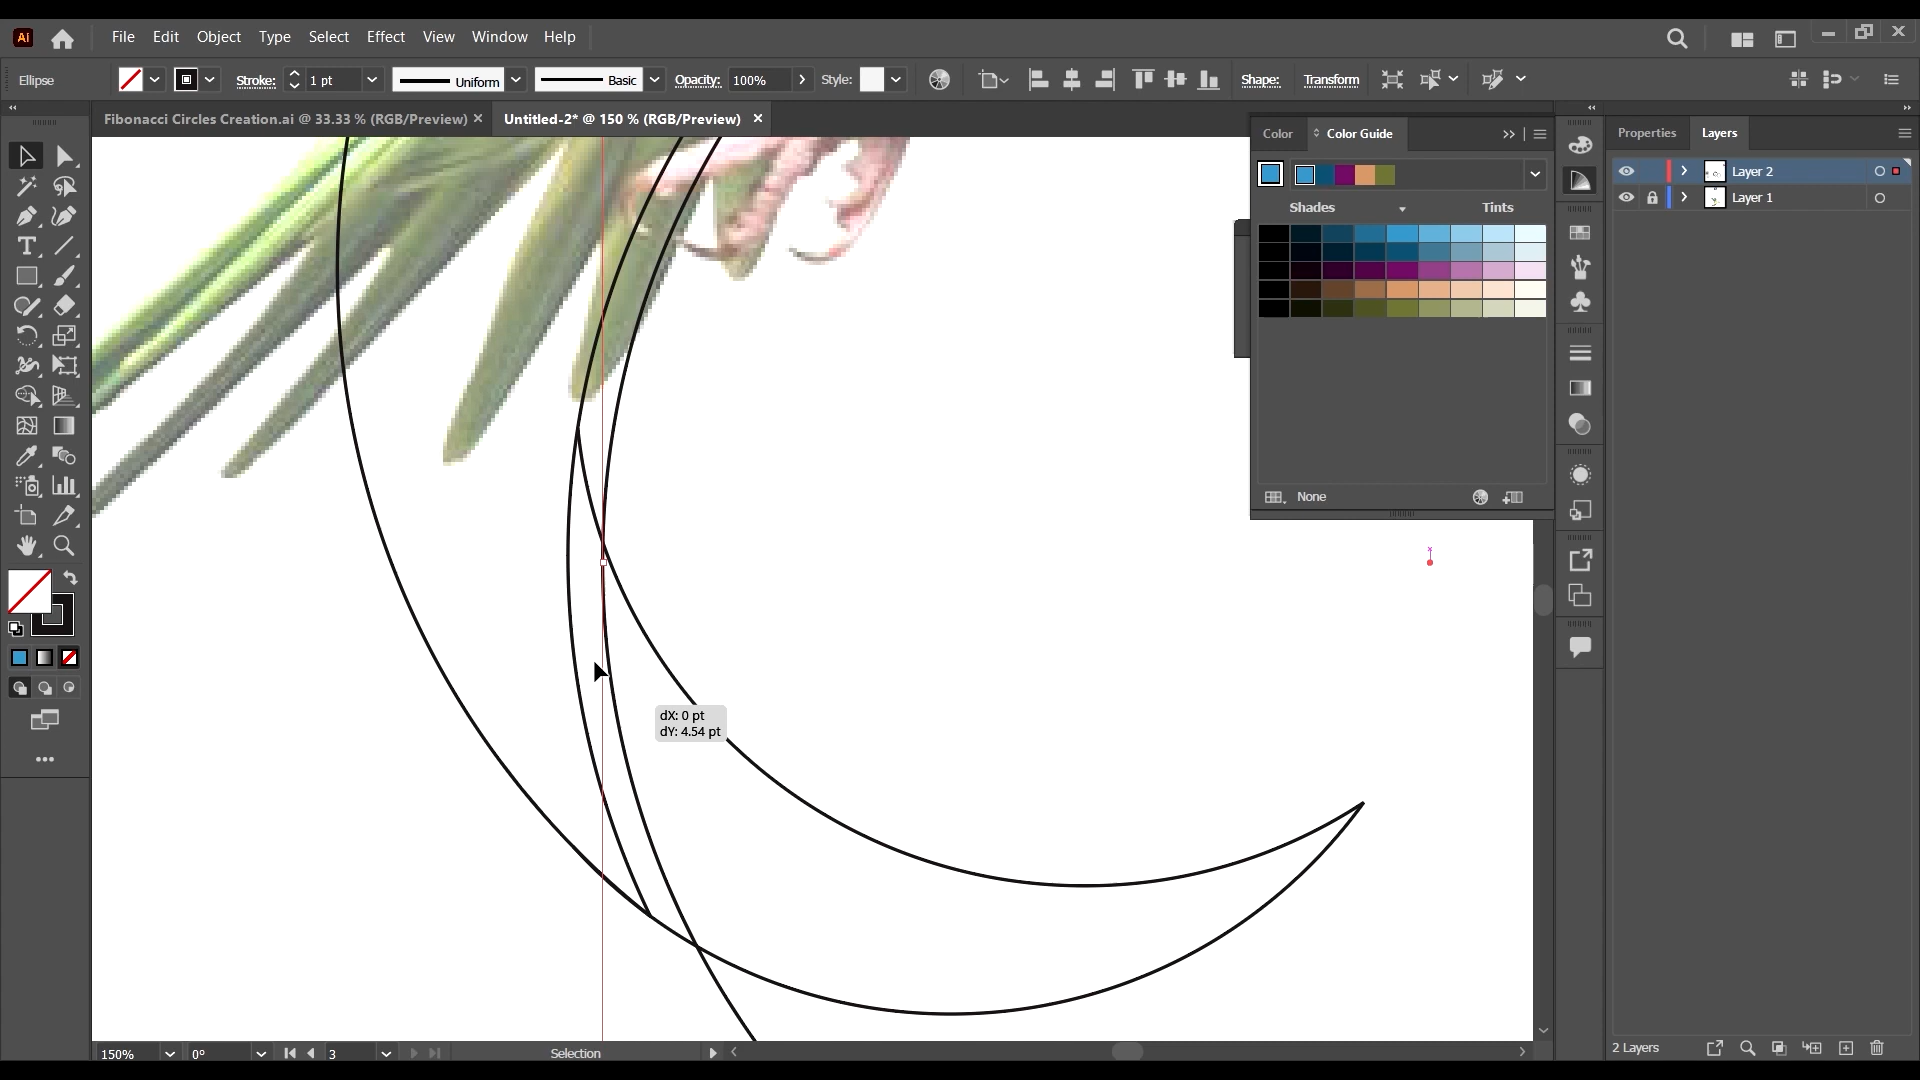 Ai File Edit Object Type Select Effect View Window Help
Ellipse Stroke: 1 pt Uniform Basic Opacity: 100% Style: Shape: Transform
Fibonacci Circles Creation.ai @ 33.33 % (RGB/Preview) Untitled-2* @ 150 % (RGB/Preview)
Color Color Guide
Shades Tints
None
Properties Layers
Layer 2
Layer 1
dX: 0 pt
dY: 4.54 pt
150% 0° 3 Selection
2 Layers